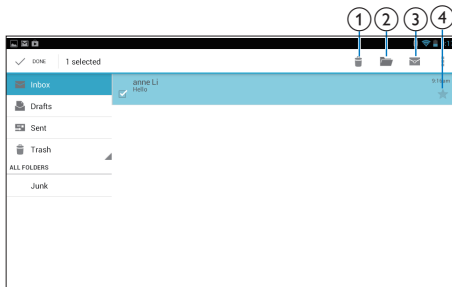 1 2 3 4
DONE 1 selected
Inbox
Drafts
Sent
Trash
ALL FOLDERS
Junk
anne Li
Hello